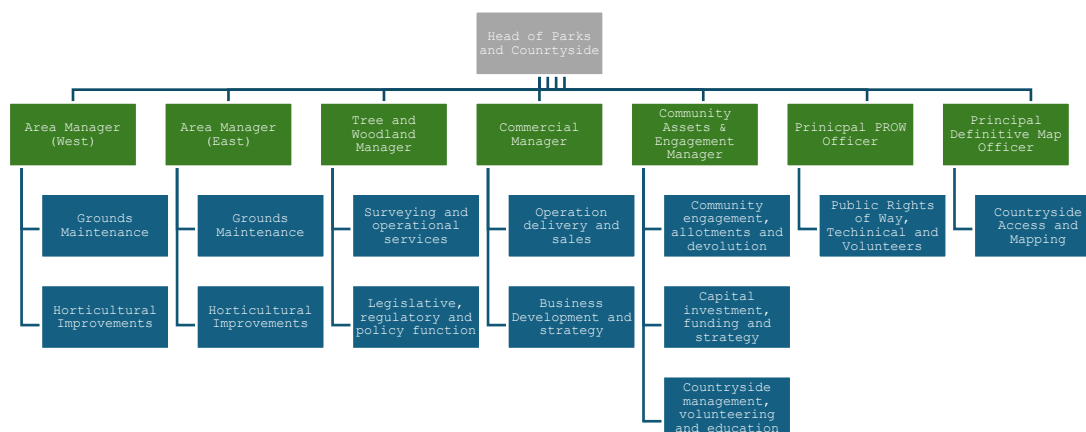 Head of Parks
and Counrtyside
Area Manager
(West)
Area Manager
(East)
Tree and
Woodland
Manager
Commercial
Manager
Community
Assets &
Engagement
Manager
Prinicpal PROW
Officer
Principal
Definitive Map
Officer
Grounds
Maintenance
Grounds
Maintenance
Surveying and
operational
services
Operation
delivery and
sales
Community
engagement,
allotments and
devolution
Public Rights
of Way,
Techinical and
Volunteers
Countryside
Access and
Mapping
Horticultural
Improvements
Horticultural
Improvements
Legislative,
regulatory and
policy function
Business
Development and
strategy
Capital
investment,
funding and
strategy
Countryside
management,
volunteering
and education